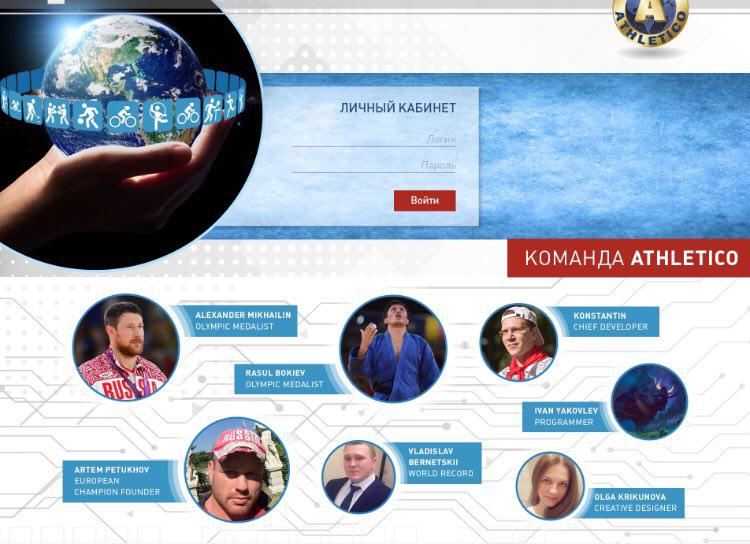 ATHLETICO
ЛИЧНЫЙ КАБИНЕТ
Логин
Пароль
Войти
КОМАНДА ATHLETICO
ALEXANDER MIKHAILIN
OLYMPIC MEDALIST
RUSSIA
KONSTANTIN
CHIEF DEVELOPER
RASUL BOKIEV
OLYMPIC MEDALIST
IVAN YAKOVLEV
PROGRAMMER
RUSSIA
VLADISLAV
BERNETSKII
WORLD RECORD
ARTEM PETUKHOV
EUROPEAN
CHAMPION FOUNDER
OLGA KRIKUNOVA
CREATIVE DESIGNER